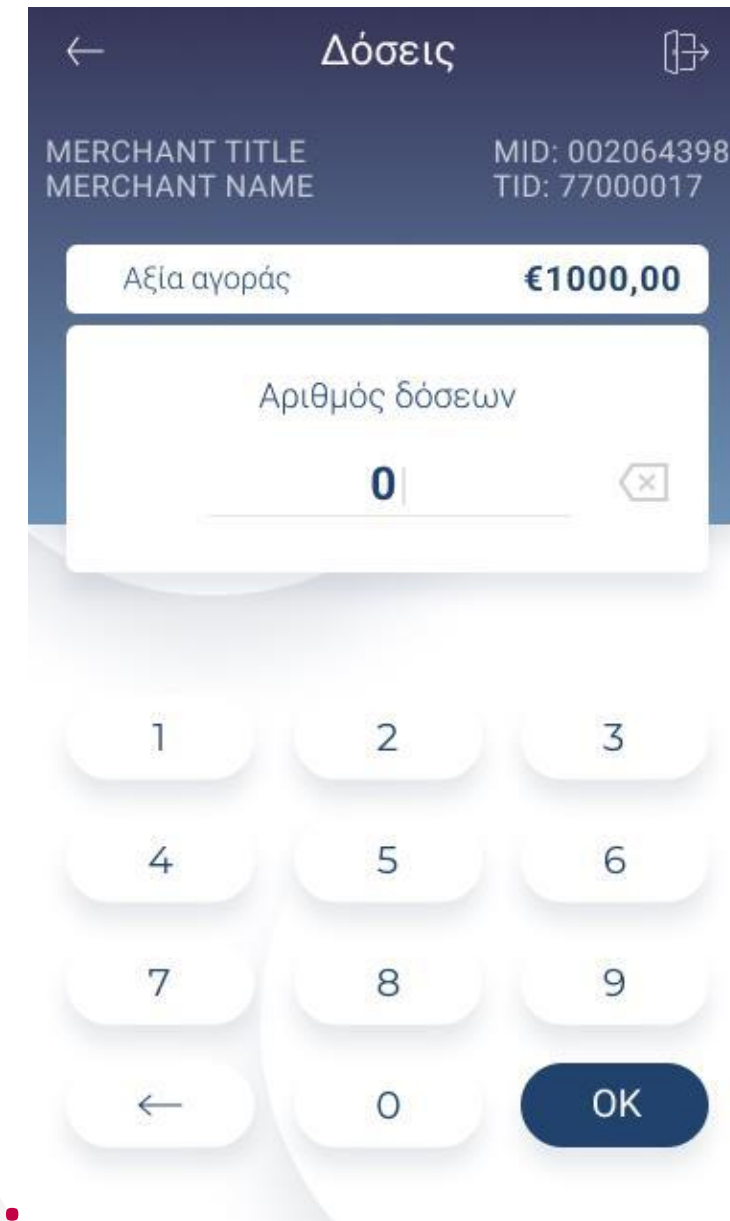 Δόσεις
MERCHANT TITLE MID: 002064398
MERCHANT NAME TID: 77000017
Αξία αγοράς €1000,00
Αριθμός δόσεων
0
1 2 3
4 5 6
7 8 9
0 OK